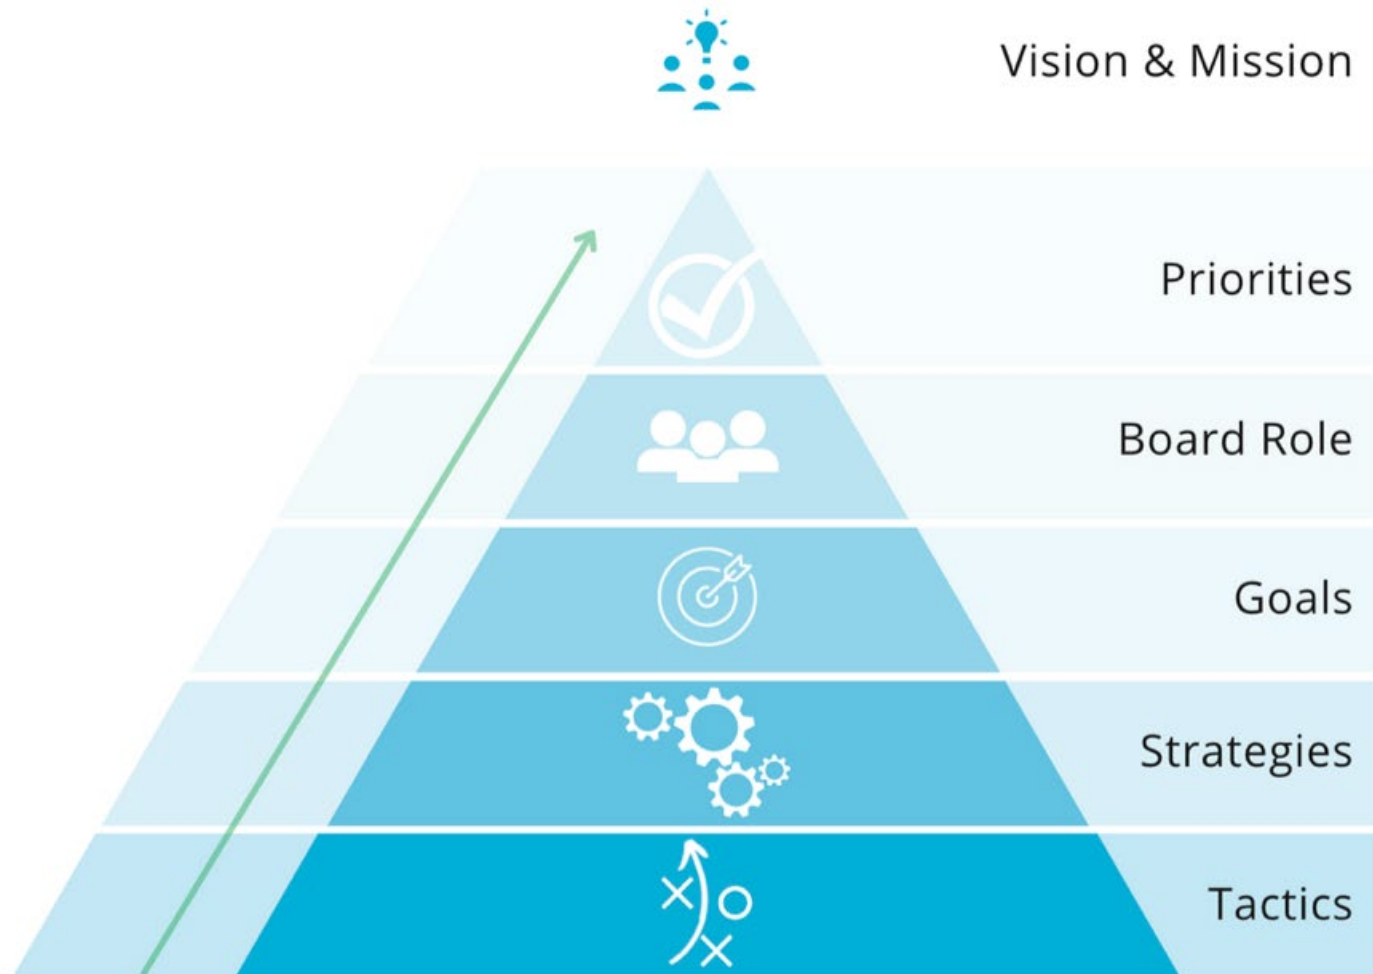 Vision & Mission
Priorities
Board Role
Goals
Strategies
Tactics